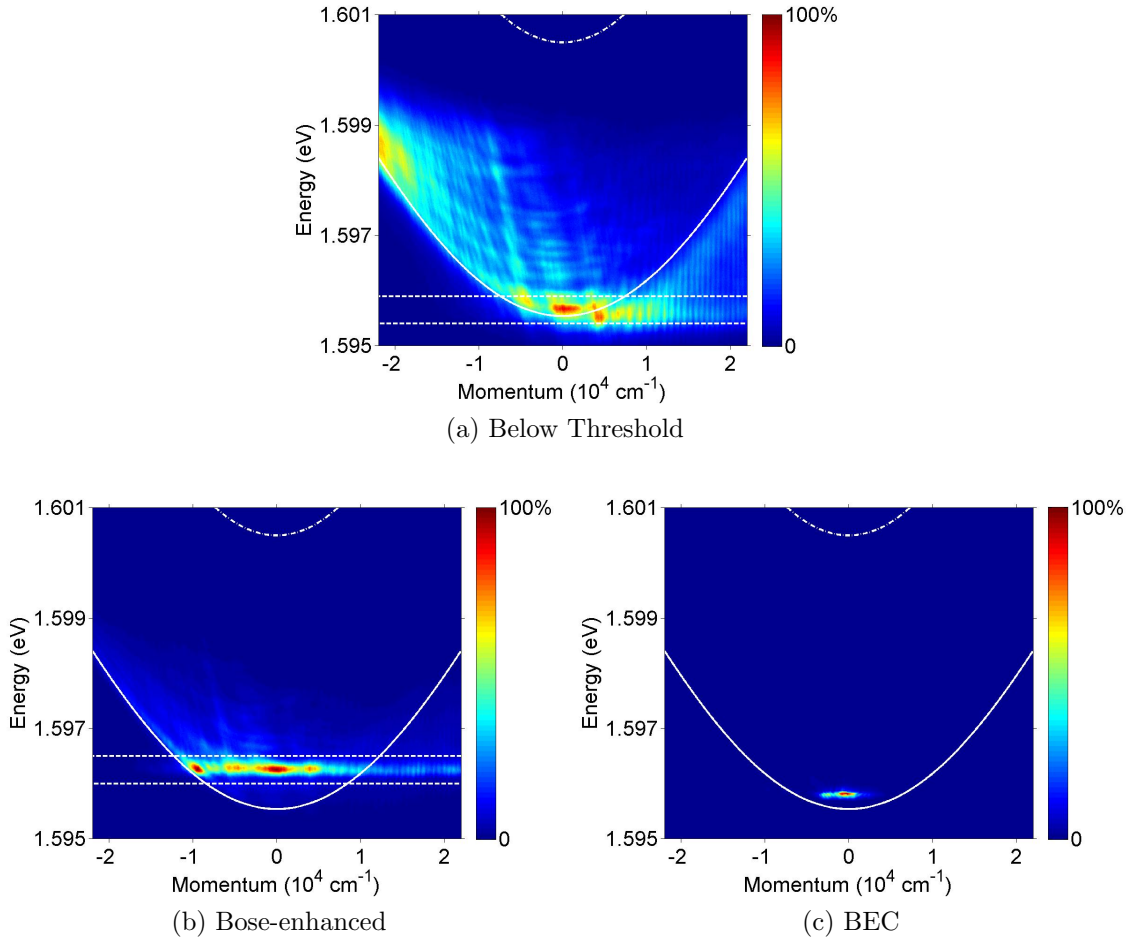 1.601
1.599
1.597
1.595
Energy (eV)
-2 -1 0 1 2
Momentum (10⁴ cm⁻¹)
100%
0
(a) Below Threshold
1.601
1.599
1.597
1.595
Energy (eV)
-2 -1 0 1 2
Momentum (10⁴ cm⁻¹)
100%
0
(b) Bose-enhanced
1.601
1.599
1.597
1.595
Energy (eV)
-2 -1 0 1 2
Momentum (10⁴ cm⁻¹)
100%
0
(c) BEC